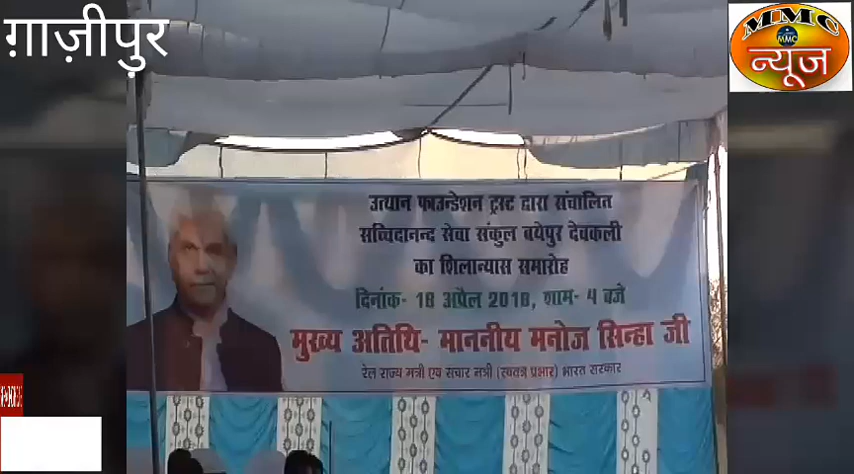 ग़ाज़ीपुर
MMC
MMC
न्यूज
उत्थान फाउन्डेशन ट्रस्ट द्वारा संचालित
सच्चिदानन्द सेवा संकुल बयेपुर देवकली
का शिलान्यास समारोह
दिनांक- 18 अप्रैल 2018, शाम- 4 बजे
मुख्य अतिथि- माननीय मनोज सिन्हा जी
रेल राज्य मंत्री एवं संचार मंत्री (स्वतंत्र प्रभार) भारत सरकार